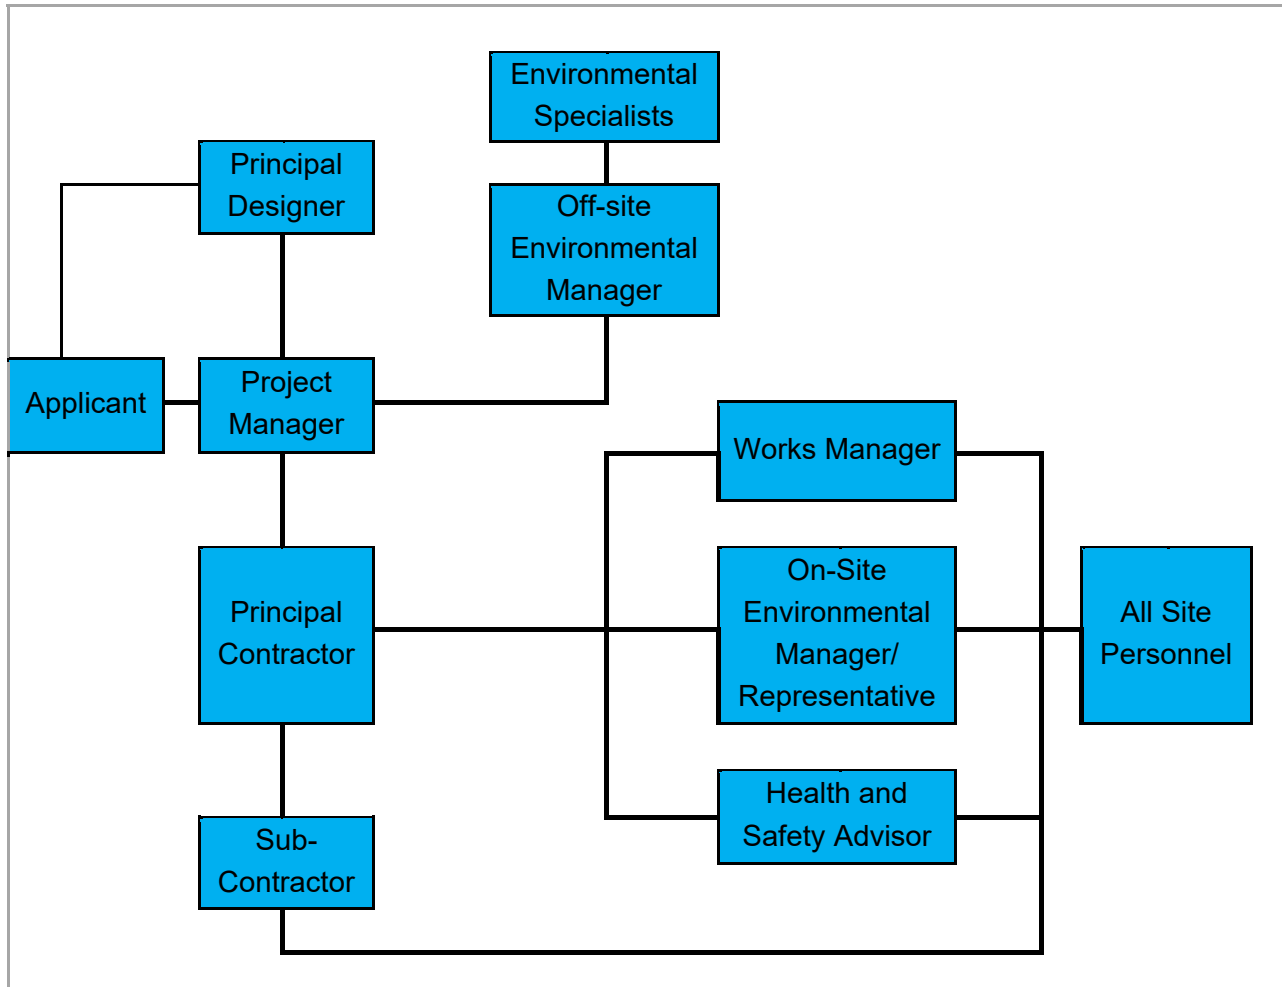 Environmental
Specialists
Principal
Designer
Off-site
Environmental
Manager
Applicant
Project
Manager
Works Manager
Principal
Contractor
On-Site
Environmental
Manager/
Representative
All Site
Personnel
Health and
Safety Advisor
Sub-
Contractor